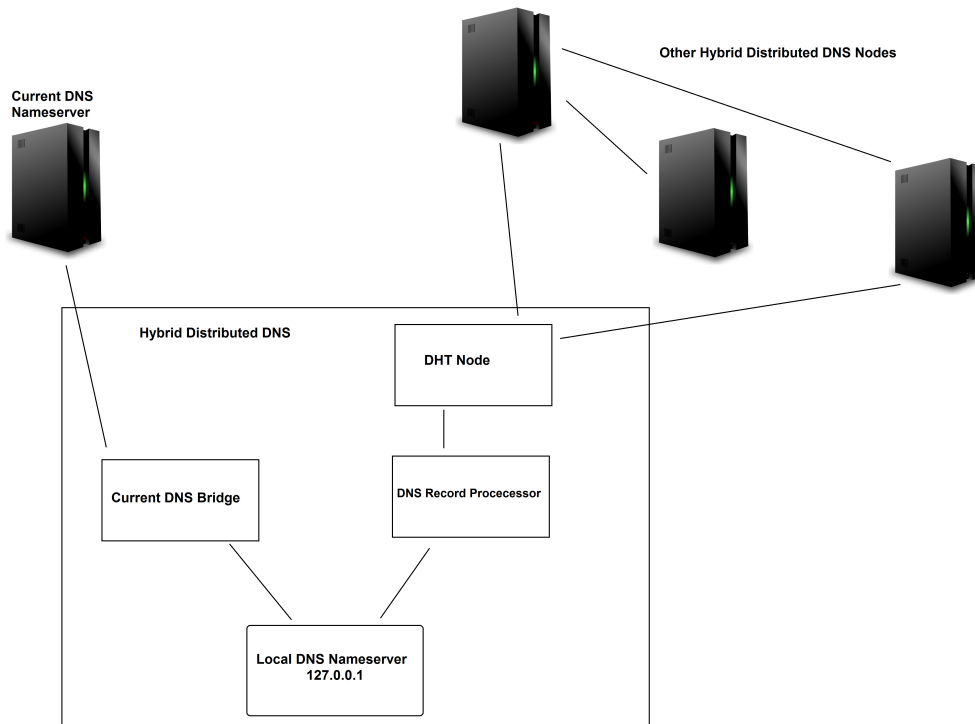 Other Hybrid Distributed DNS Nodes
Current DNS
Nameserver
Hybrid Distributed DNS
DHT Node
Current DNS Bridge
DNS Record Procecessor
Local DNS Nameserver
127.0.0.1